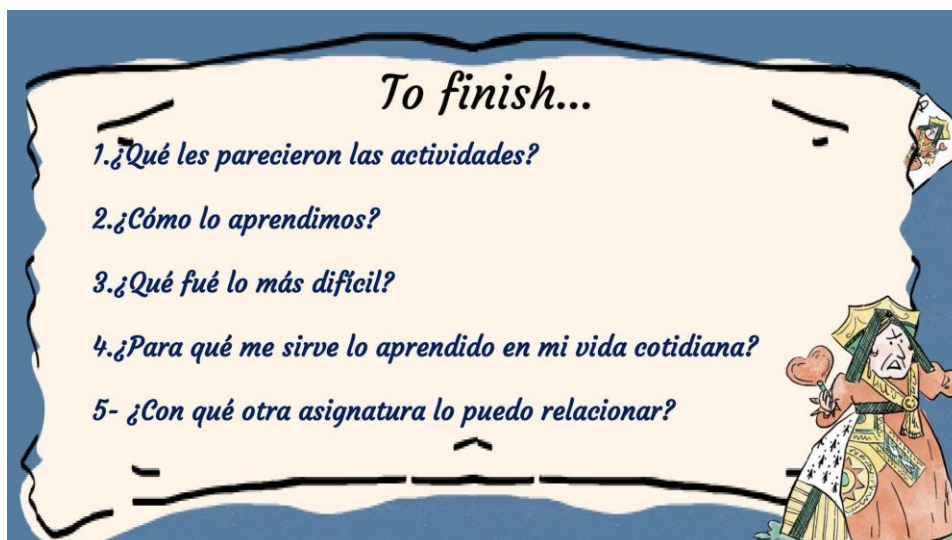 To finish...
1.¿Qué les parecieron las actividades?
2.¿Cómo lo aprendimos?
3.¿Qué fué lo más difícil?
4.¿Para qué me sirve lo aprendido en mi vida cotidiana?
5- ¿Con qué otra asignatura lo puedo relacionar?